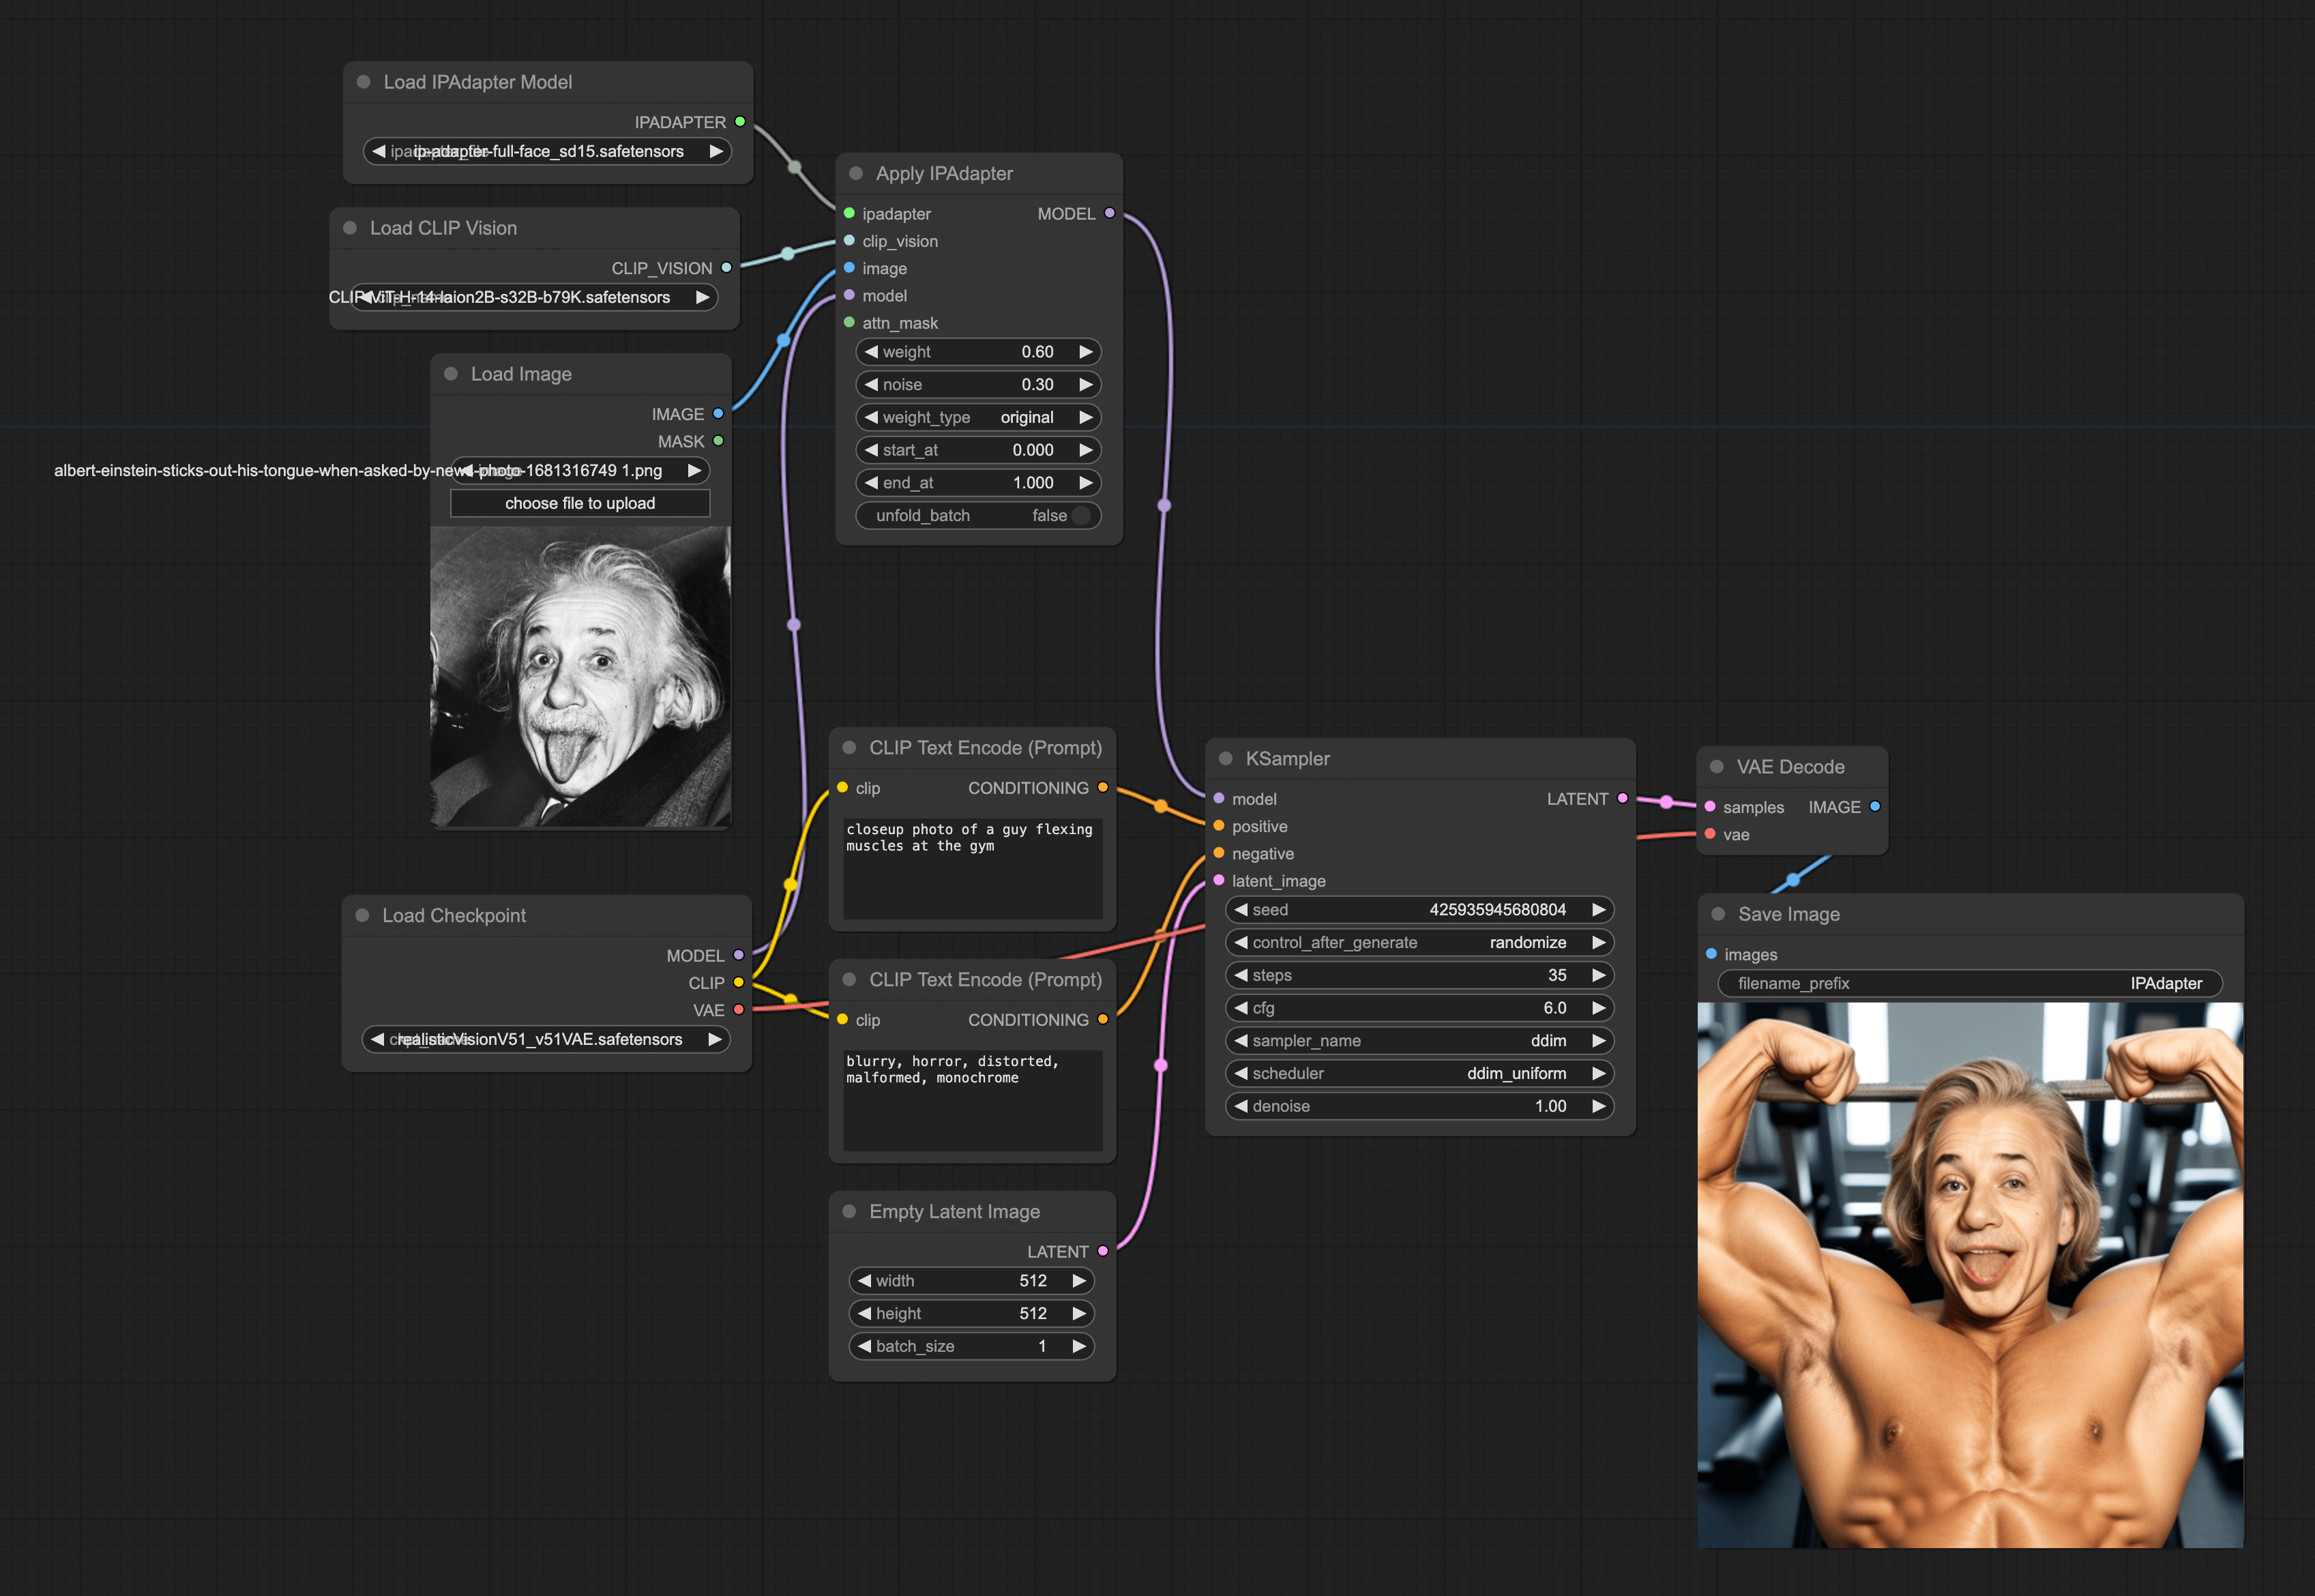 Load IPAdapter Model
IPADAPTER
ip-adapter-full-face_sd15.safetensors
Load CLIP Vision
CLIP_VISION
CLIP-ViT-H-14-laion2B-s32B-b79K.safetensors
Load Image
IMAGE
MASK
albert-einstein-sticks-out-his-tongue-when-asked-by-news-photo-1681316749 1.png
choose file to upload
Apply IPAdapter
ipadapter MODEL
clip_vision
image
model
attn_mask
weight 0.60
noise 0.30
weight_type original
start_at 0.000
end_at 1.000
unfold_batch false
Load Checkpoint
MODEL
CLIP
VAE
realisticVisionV51_v51VAE.safetensors
CLIP Text Encode (Prompt)
clip CONDITIONING
closeup photo of a guy flexing
muscles at the gym
CLIP Text Encode (Prompt)
clip CONDITIONING
blurry, horror, distorted,
malformed, monochrome
Empty Latent Image
LATENT
width 512
height 512
batch_size 1
KSampler
model LATENT
positive
negative
latent_image
seed 425935945680804
control_after_generate randomize
steps 35
cfg 6.0
sampler_name ddim
scheduler ddim_uniform
denoise 1.00
VAE Decode
samples IMAGE
vae
Save Image
images
filename_prefix IPAdapter